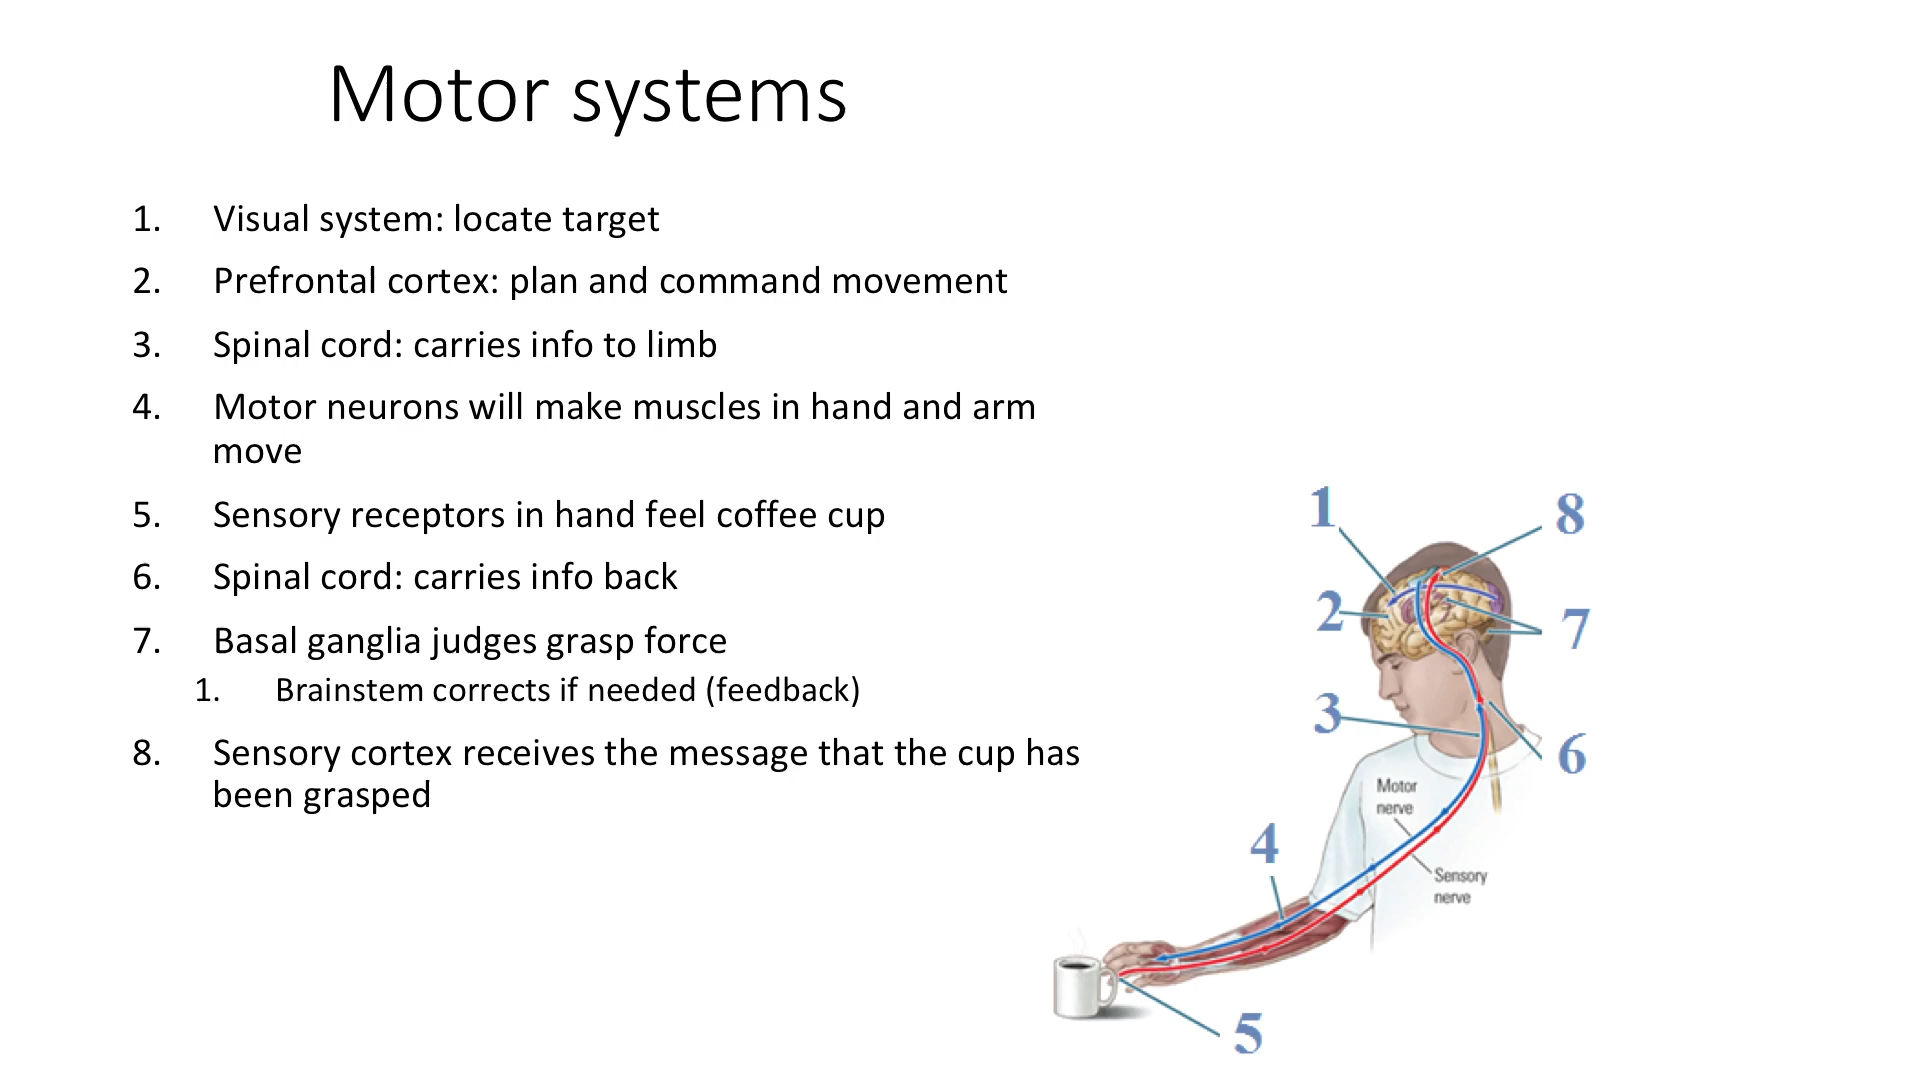 Motor systems
1. Visual system: locate target
2. Prefrontal cortex: plan and command movement
3. Spinal cord: carries info to limb
4. Motor neurons will make muscles in hand and arm
move
5. Sensory receptors in hand feel coffee cup
6. Spinal cord: carries info back
7. Basal ganglia judges grasp force
1. Brainstem corrects if needed (feedback)
8. Sensory cortex receives the message that the cup has
been grasped
1
8
2
7
3
6
Motor
nerve
4
Sensory
nerve
5